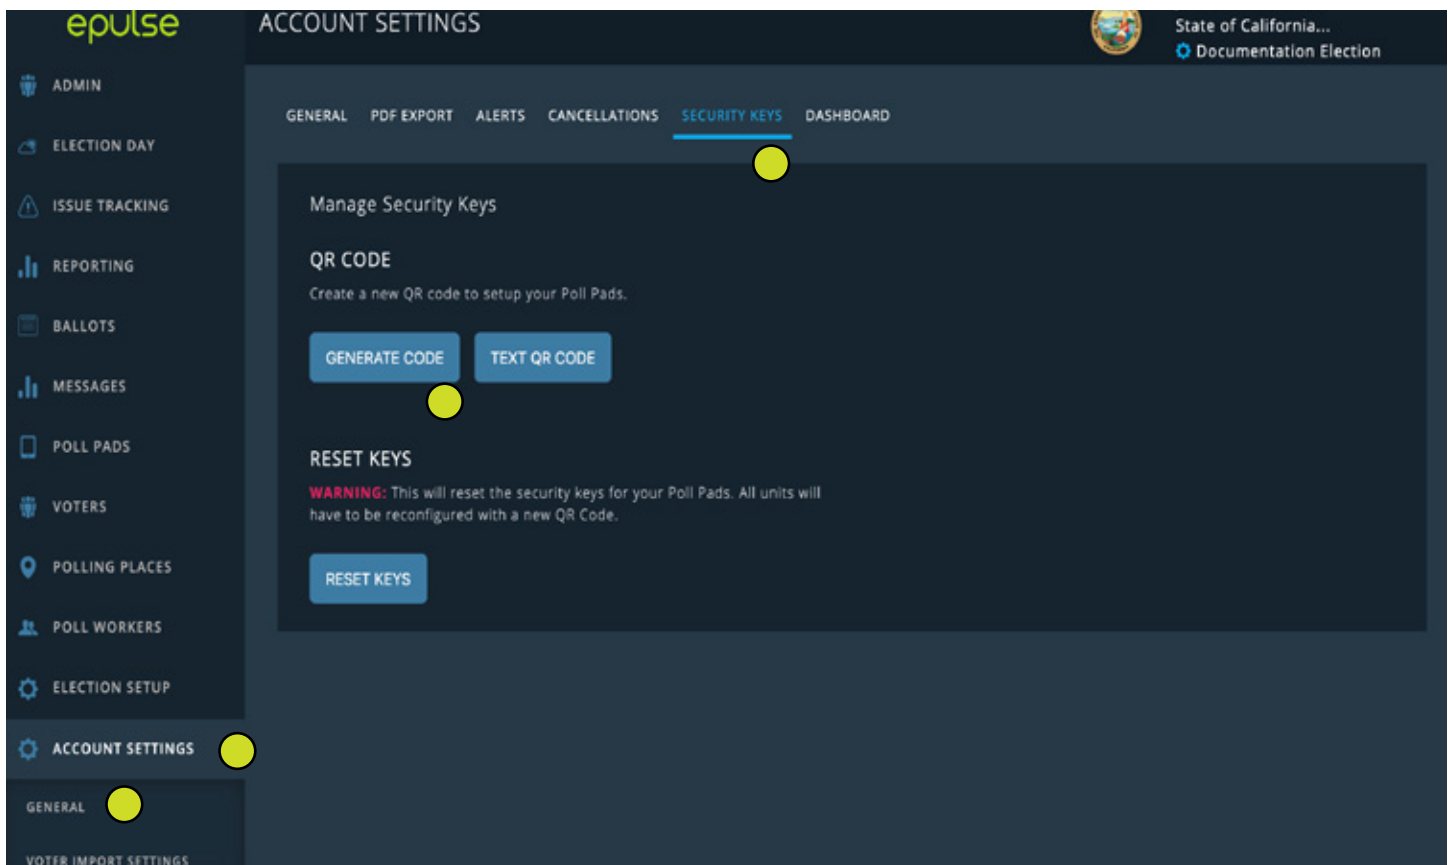 epulse
ACCOUNT SETTINGS
State of California...
Documentation Election
ADMIN
ELECTION DAY
ISSUE TRACKING
REPORTING
BALLOTS
MESSAGES
POLL PADS
VOTERS
POLLING PLACES
POLL WORKERS
ELECTION SETUP
ACCOUNT SETTINGS
GENERAL
VOTER IMPORT SETTINGS
GENERAL PDF EXPORT ALERTS CANCELLATIONS SECURITY KEYS DASHBOARD
Manage Security Keys
QR CODE
Create a new QR code to setup your Poll Pads.
GENERATE CODE TEXT QR CODE
RESET KEYS
WARNING: This will reset the security keys for your Poll Pads. All units will
have to be reconfigured with a new QR Code.
RESET KEYS